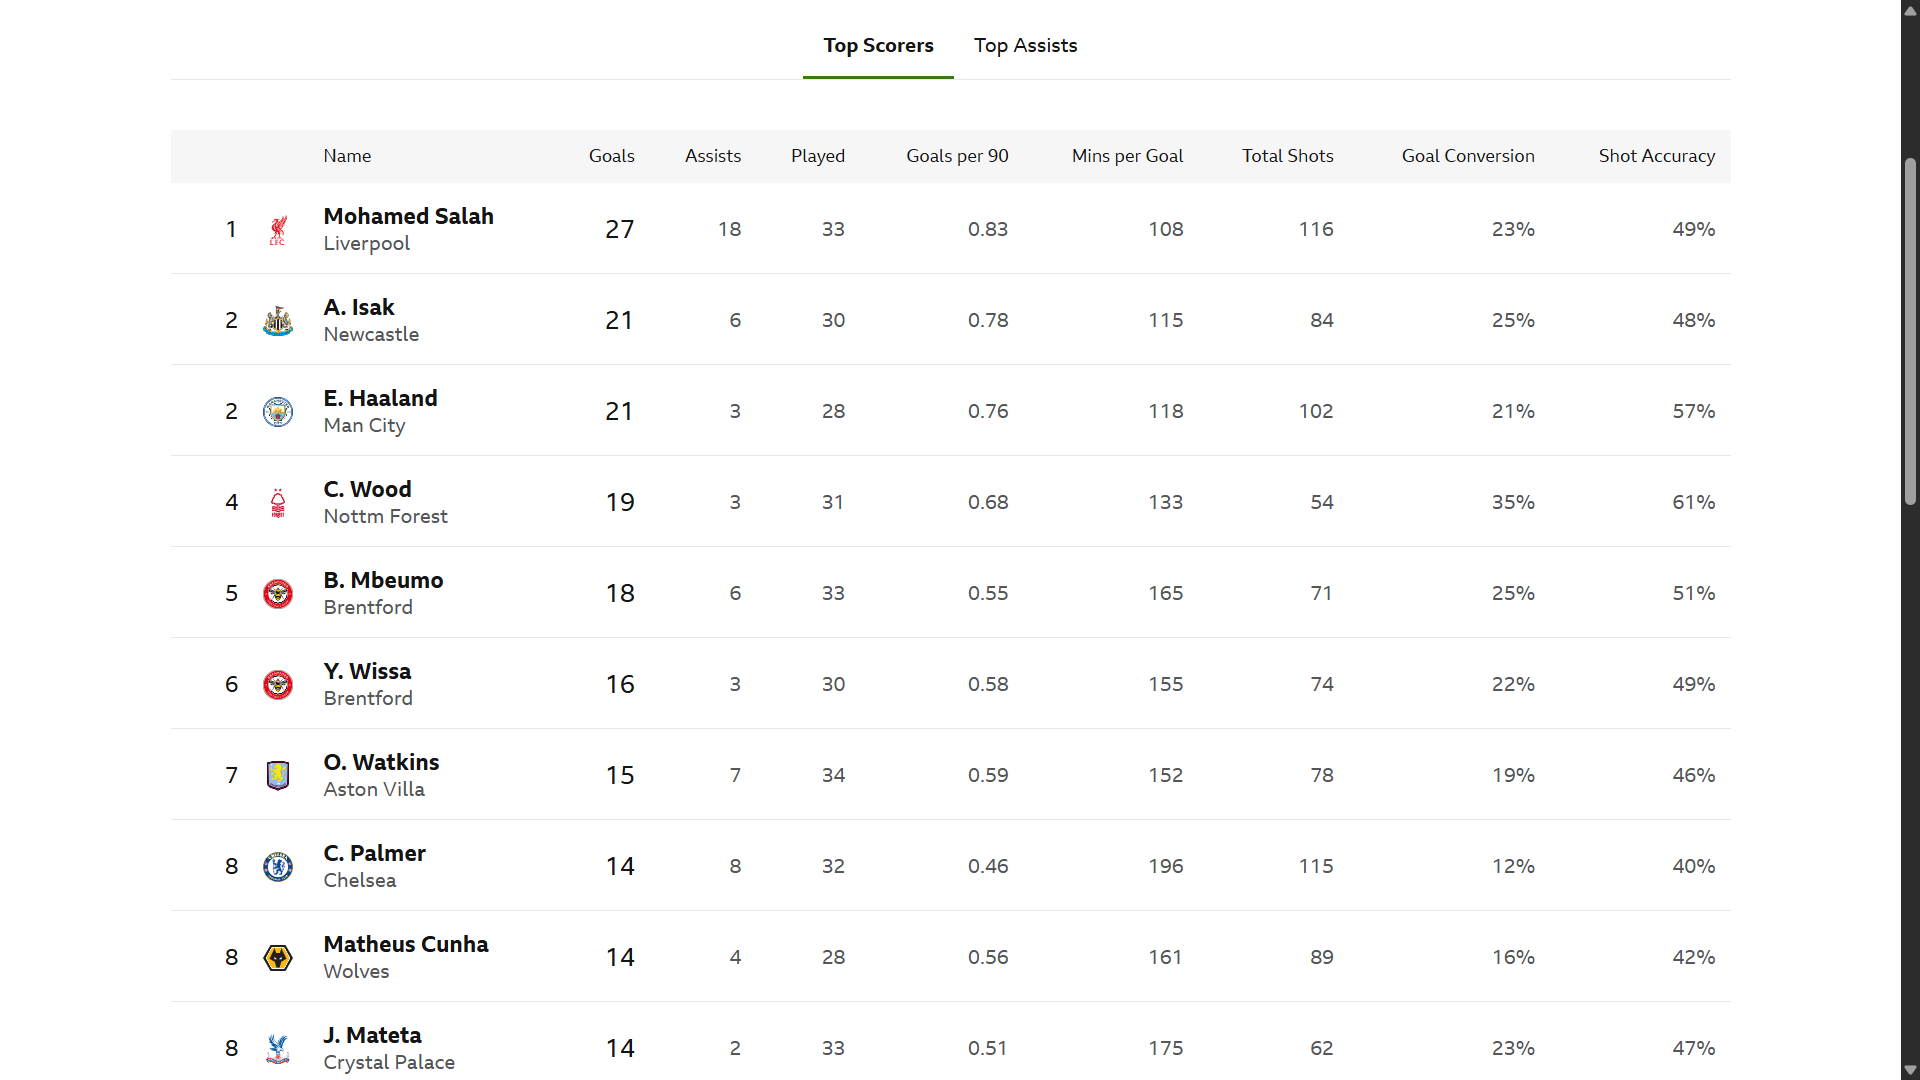 Top Scorers Top Assists
Name Goals Assists Played Goals per 90 Mins per Goal Total Shots Goal Conversion Shot Accuracy
1 Mohamed Salah 27 18 33 0.83 108 116 23% 49%
Liverpool
2 A. Isak 21 6 30 0.78 115 84 25% 48%
Newcastle
2 E. Haaland 21 3 28 0.76 118 102 21% 57%
Man City
4 C. Wood 19 3 31 0.68 133 54 35% 61%
Nottm Forest
5 B. Mbeumo 18 6 33 0.55 165 71 25% 51%
Brentford
6 Y. Wissa 16 3 30 0.58 155 74 22% 49%
Brentford
7 O. Watkins 15 7 34 0.59 152 78 19% 46%
Aston Villa
8 C. Palmer 14 8 32 0.46 196 115 12% 40%
Chelsea
8 Matheus Cunha 14 4 28 0.56 161 89 16% 42%
Wolves
8 J. Mateta 14 2 33 0.51 175 62 23% 47%
Crystal Palace